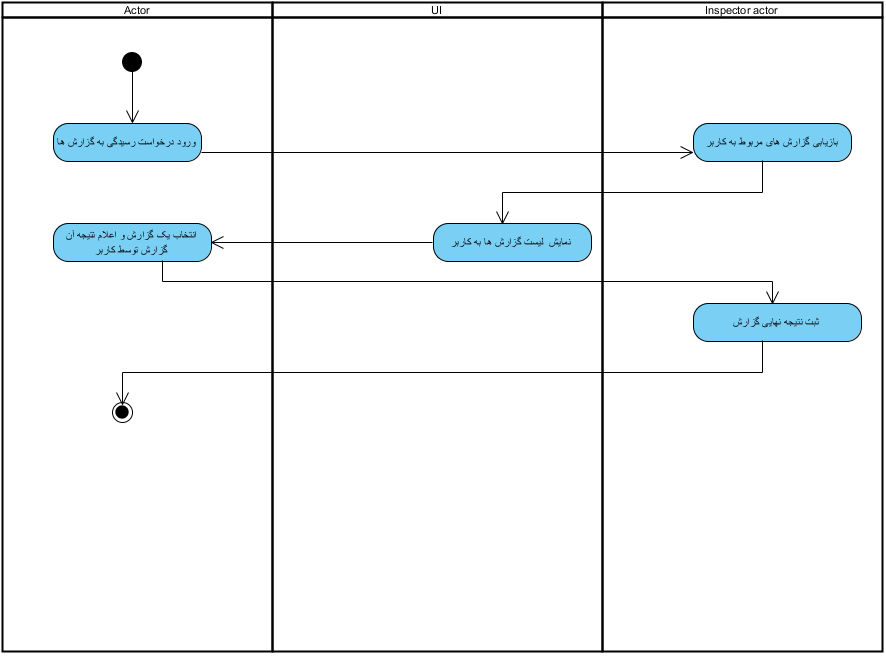 Actor
UI
Inspector actor
ورود درخواست رسیدگی به گزارش ها
بازیابی گزارش های مربوط به کاربر
نمایش لیست گزارش ها به کاربر
انتخاب یک گزارش و اعلام نتیجه آن
گزارش توسط کاربر
ثبت نتیجه نهایی گزارش